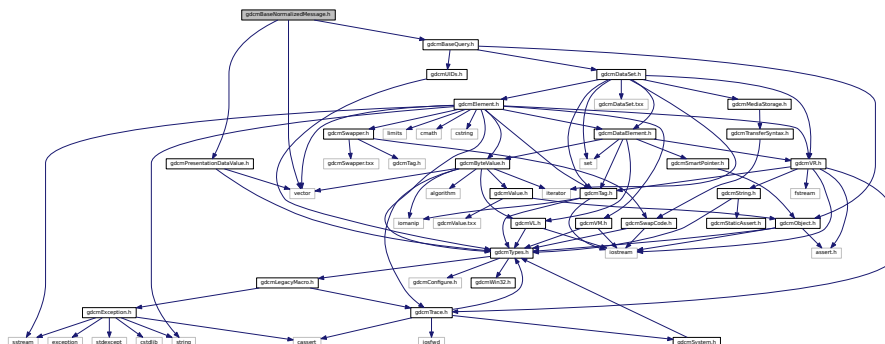 gdcmBaseNormalizedMessage.h
gdcmBaseQuery.h
gdcmUIDs.h
gdcmDataSet.h
gdcmElement.h
gdcmDataSet.txx
gdcmMediaStorage.h
gdcmSwapper.h
limits
cmath
cstring
gdcmDataElement.h
gdcmTransferSyntax.h
gdcmPresentationDataValue.h
gdcmSwapper.txx
gdcmTag.h
gdcmByteValue.h
set
gdcmSmartPointer.h
gdcmVR.h
vector
algorithm
gdcmValue.h
iterator
gdcmTag.h
gdcmString.h
fstream
iomanip
gdcmValue.txx
gdcmVL.h
gdcmVM.h
gdcmSwapCode.h
gdcmStaticAssert.h
gdcmObject.h
gdcmTypes.h
iostream
assert.h
gdcmLegacyMacro.h
gdcmConfigure.h
gdcmWin32.h
gdcmException.h
gdcmTrace.h
sstream
exception
stdexcept
cstdlib
string
cassert
iosfwd
gdcmSystem.h